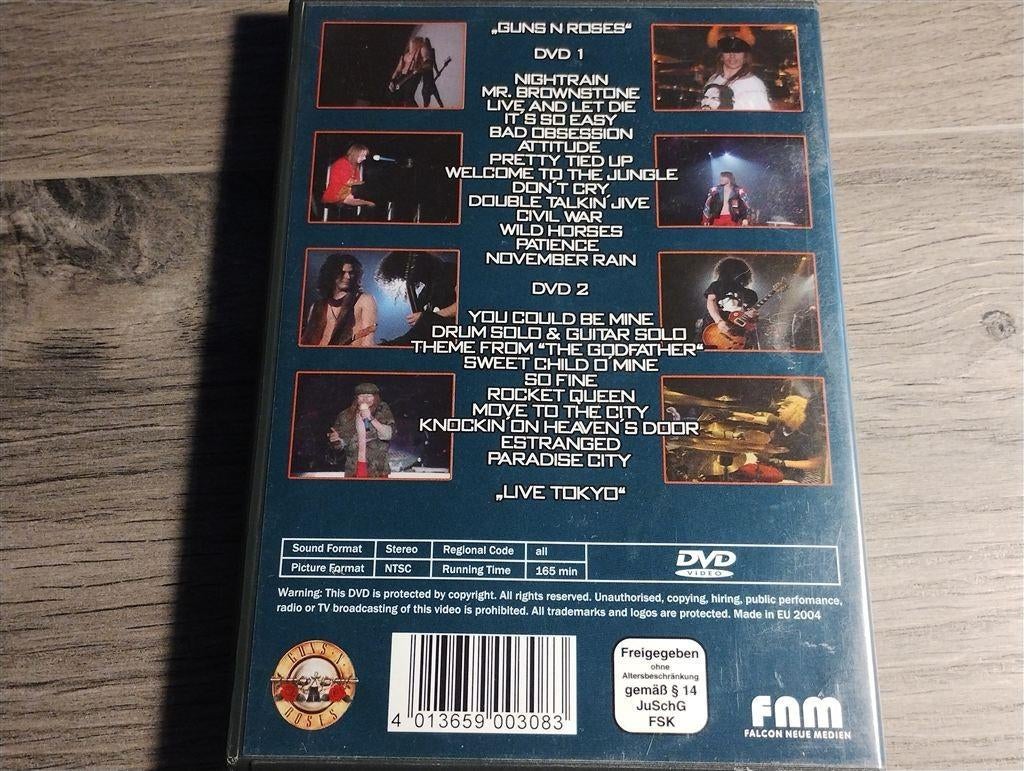 „GUNS N ROSES“
DVD 1
NIGHTRAIN
MR. BROWNSTONE
LIVE AND LET DIE
IT´S SO EASY
BAD OBSESSION
ATTITUDE
PRETTY TIED UP
WELCOME TO THE JUNGLE
DON´T CRY
DOUBLE TALKIN´JIVE
CIVIL WAR
WILD HORSES
PATIENCE
NOVEMBER RAIN
DVD 2
YOU COULD BE MINE
DRUM SOLO & GUITAR SOLO
THEME FROM “THE GODFATHER“
SWEET CHILD O´MINE
SO FINE
ROCKET QUEEN
MOVE TO THE CITY
KNOCKIN ON HEAVEN´S DOOR
ESTRANGED
PARADISE CITY
„LIVE TOKYO“
Sound Format Stereo Regional Code all
Picture Format NTSC Running Time 165 min
DVD
VIDEO
Warning: This DVD is protected by copyright. All rights reserved. Unauthorised, copying, hiring, public perfomance,
radio or TV broadcasting of this video is prohibited. All trademarks and logos are protected. Made in EU 2004
GUNS N'
ROSES
4 013659 003083
Freigegeben
ohne
Altersbeschränkung
gemäß § 14
JuSchG
FSK
FNM
FALCON NEUE MEDIEN